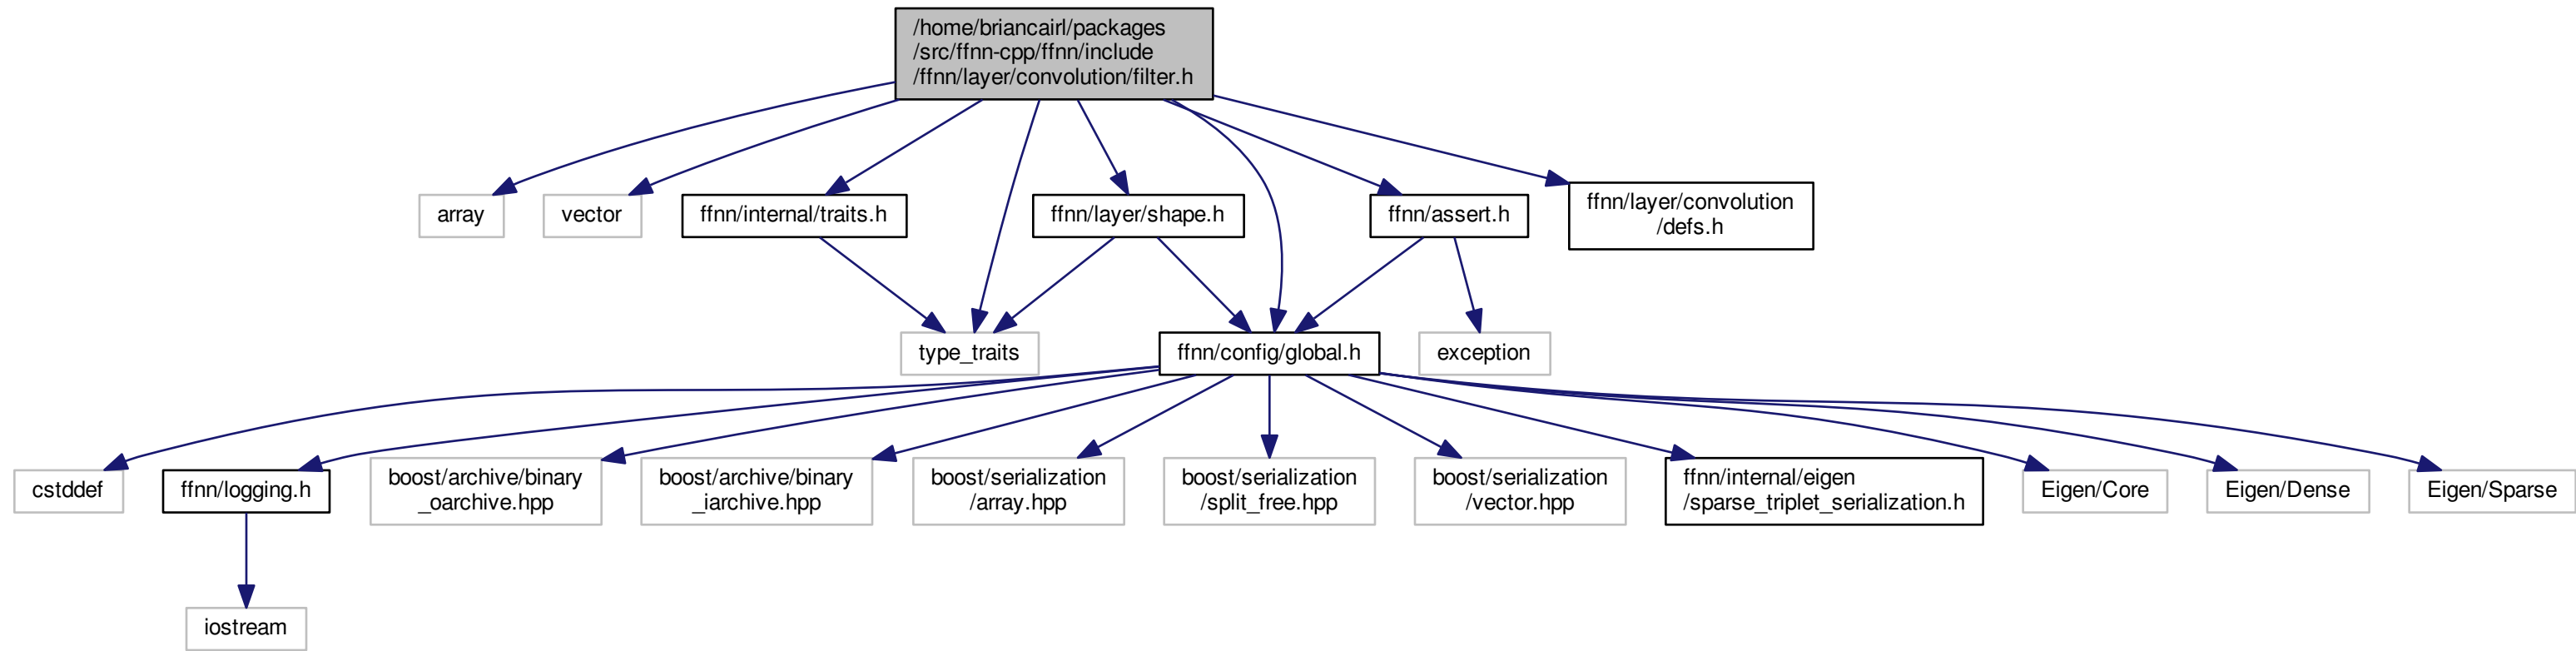 /home/briancairl/packages
/src/ffnn-cpp/ffnn/include
/ffnn/layer/convolution/filter.h
array
vector
ffnn/internal/traits.h
ffnn/layer/shape.h
ffnn/assert.h
ffnn/layer/convolution
/defs.h
type_traits
ffnn/config/global.h
exception
cstddef
ffnn/logging.h
boost/archive/binary
_oarchive.hpp
boost/archive/binary
_iarchive.hpp
boost/serialization
/array.hpp
boost/serialization
/split_free.hpp
boost/serialization
/vector.hpp
ffnn/internal/eigen
/sparse_triplet_serialization.h
Eigen/Core
Eigen/Dense
Eigen/Sparse
iostream